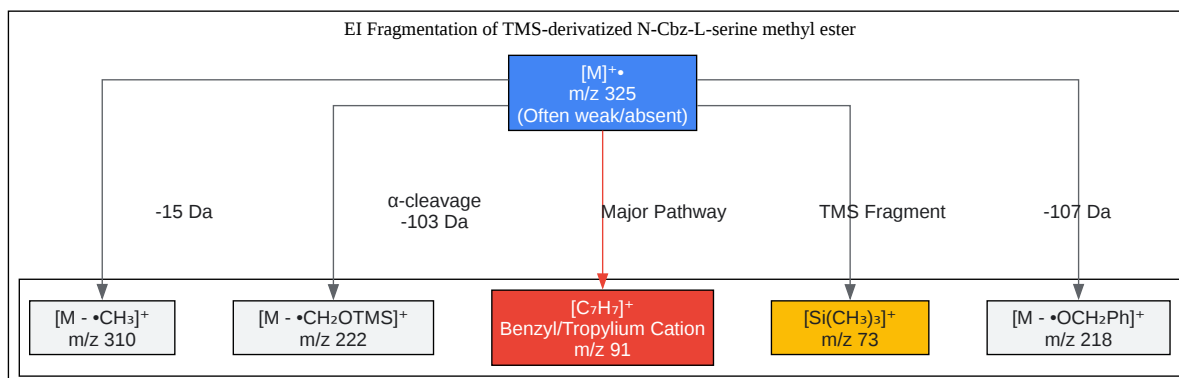 EI Fragmentation of TMS-derivatized N-Cbz-L-serine methyl ester
[M]⁺•
m/z 325
(Often weak/absent)
-15 Da
α-cleavage
-103 Da
Major Pathway
TMS Fragment
-107 Da
[M - •CH₃]⁺
m/z 310
[M - •CH₂OTMS]⁺
m/z 222
[C₇H₇]⁺
Benzyl/Tropylium Cation
m/z 91
[Si(CH₃)₃]⁺
m/z 73
[M - •OCH₂Ph]⁺
m/z 218